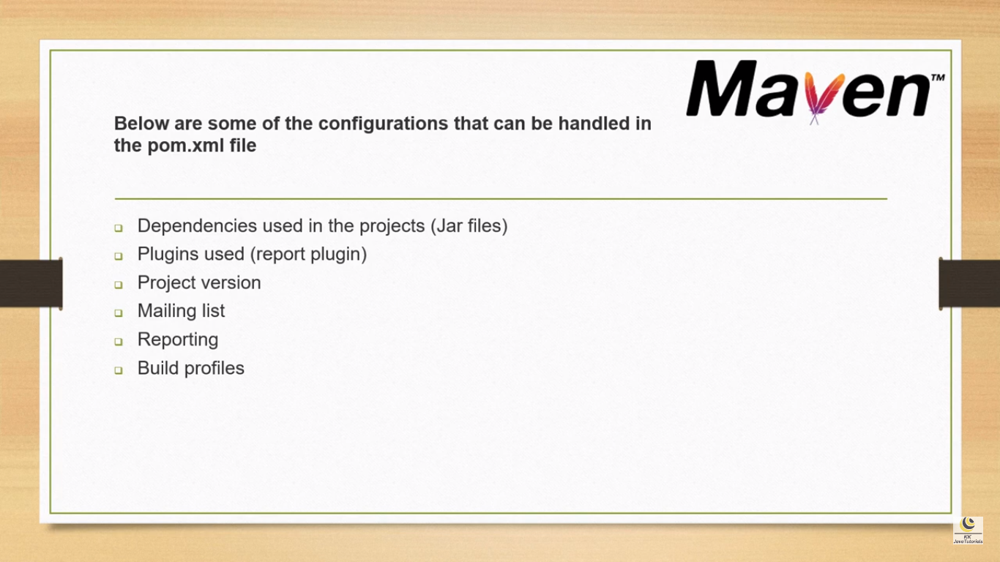 Maven™
Below are some of the configurations that can be handled in
the pom.xml file
Dependencies used in the projects (Jar files)
Plugins used (report plugin)
Project version
Mailing list
Reporting
Build profiles
KK
JavaTutorials